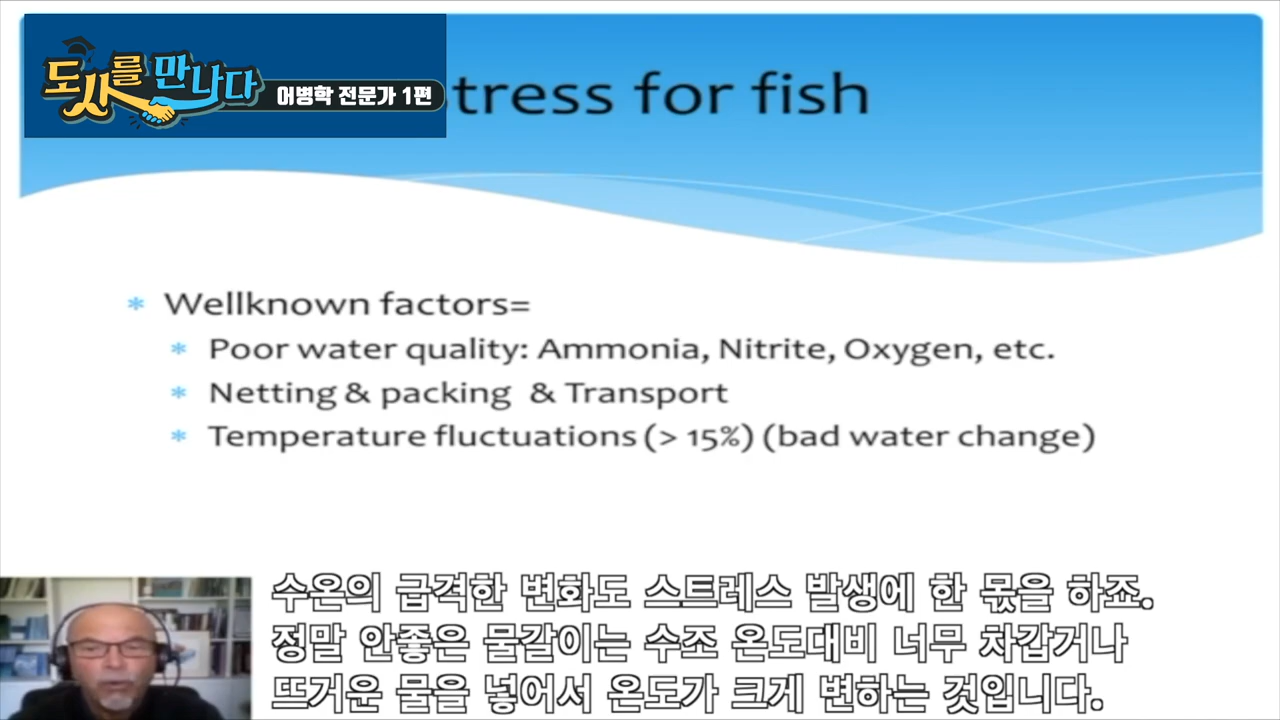 도사를 만나다
어병학 전문가 1편
tress for fish
Wellknown factors=
Poor water quality: Ammonia, Nitrite, Oxygen, etc.
Netting & packing & Transport
Temperature fluctuations (> 15%) (bad water change)
수온의 급격한 변화도 스트레스 발생에 한 몫을 하죠.
정말 안좋은 물갈이는 수조 온도대비 너무 차갑거나
뜨거운 물을 넣어서 온도가 크게 변하는 것입니다.